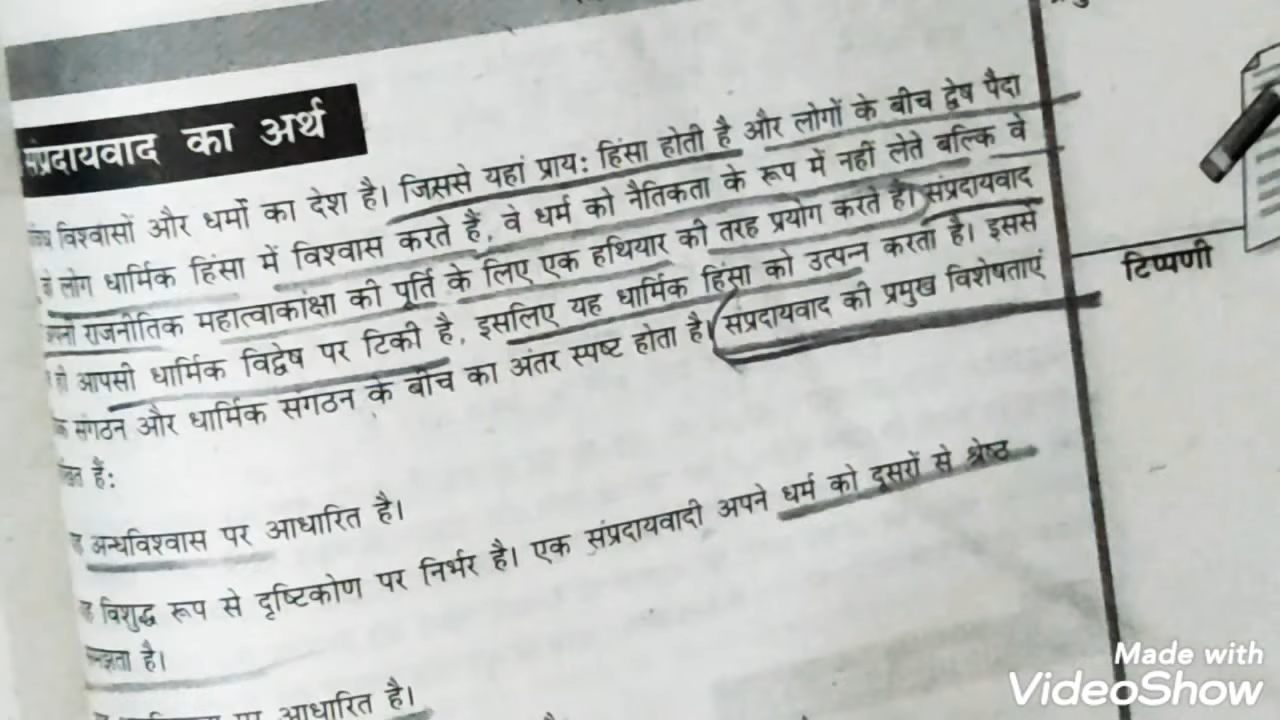 संप्रदायवाद का अर्थ
विश्वासों और धर्मों का देश है। जिससे यहां प्राय: हिंसा होती है और लोगों के बीच द्वेष पैदा
लोग धार्मिक हिंसा में विश्वास करते हैं, वे धर्म को नैतिकता के रूप में नहीं लेते बल्कि वे
राजनीतिक महात्वाकांक्षा की पूर्ति के लिए एक हथियार की तरह प्रयोग करते है। संप्रदायवाद
आपसी धार्मिक विद्वेष पर टिकी है, इसलिए यह धार्मिक हिंसा को उत्पन्न करता है। इससे
संगठन और धार्मिक संगठन के बीच का अंतर स्पष्ट होता है। संप्रदायवाद की प्रमुख विशेषताएं
हैं:
अन्धविश्वास पर आधारित है।
विशुद्ध रूप से दृष्टिकोण पर निर्भर है। एक संप्रदायवादी अपने धर्म को दूसरों से श्रेष्ठ
समझता है।
पर आधारित है।
टिप्पणी
Made with
VideoShow